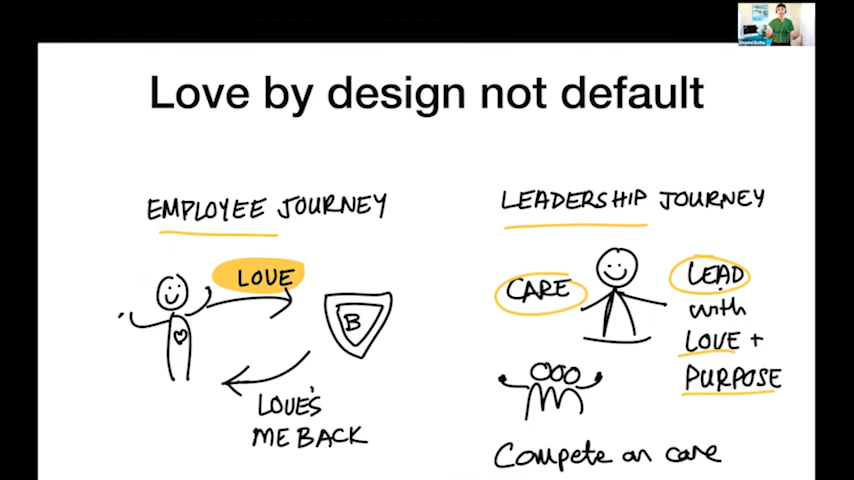 Love by design not default
EMPLOYEE JOURNEY
LOVE
B
LOVE'S
ME BACK
LEADERSHIP JOURNEY
CARE
LEAD
with
LOVE +
PURPOSE
Compete on care